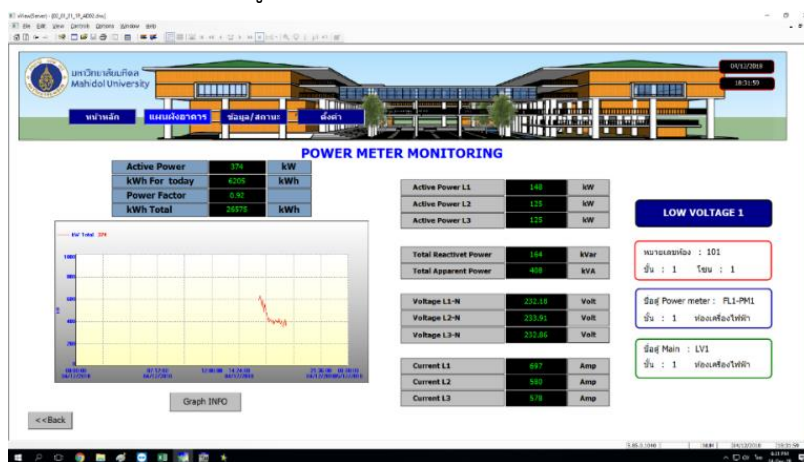 มหาวิทยาลัยมหิดล
Mahidol University
04/12/2018
18:31:59
หน้าหลัก แผนผังอาคาร ข้อมูล/สถานะ ตั้งค่า
POWER METER MONITORING
Active Power 374 kW
kWh For today 6205 kWh
Power Factor 0.92
kWh Total 26575 kWh
kW Total 374
Active Power L1 148 kW
Active Power L2 125 kW
Active Power L3 125 kW
Total Reactivet Power 164 kVar
Total Apparent Power 408 kVA
Voltage L1-N 232.18 Volt
Voltage L2-N 233.91 Volt
Voltage L3-N 232.86 Volt
Current L1 697 Amp
Current L2 580 Amp
Current L3 578 Amp
LOW VOLTAGE 1
หมายเลขห้อง : 101
ชั้น : 1 โซน : 1
ชื่อตู้ Power meter : FL1-PM1
ชั้น : 1 ห้องเครื่องไฟฟ้า
ชื่อตู้ Main : LV1
ชั้น : 1 ห้องเครื่องไฟฟ้า
Graph INFO
<<Back